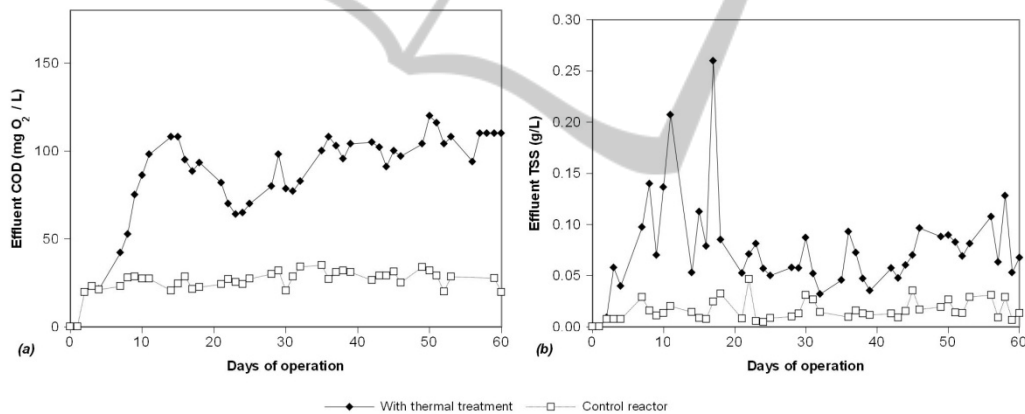 150
100
50
0
Effluent COD (mg O2 / L)
0 10 20 30 40 50 60
(a)
Days of operation
0.30
0.25
0.20
0.15
0.10
0.05
0.00
Effluent TSS (g/L)
0 10 20 30 40 50 60
(b)
Days of operation
With thermal treatment
Control reactor